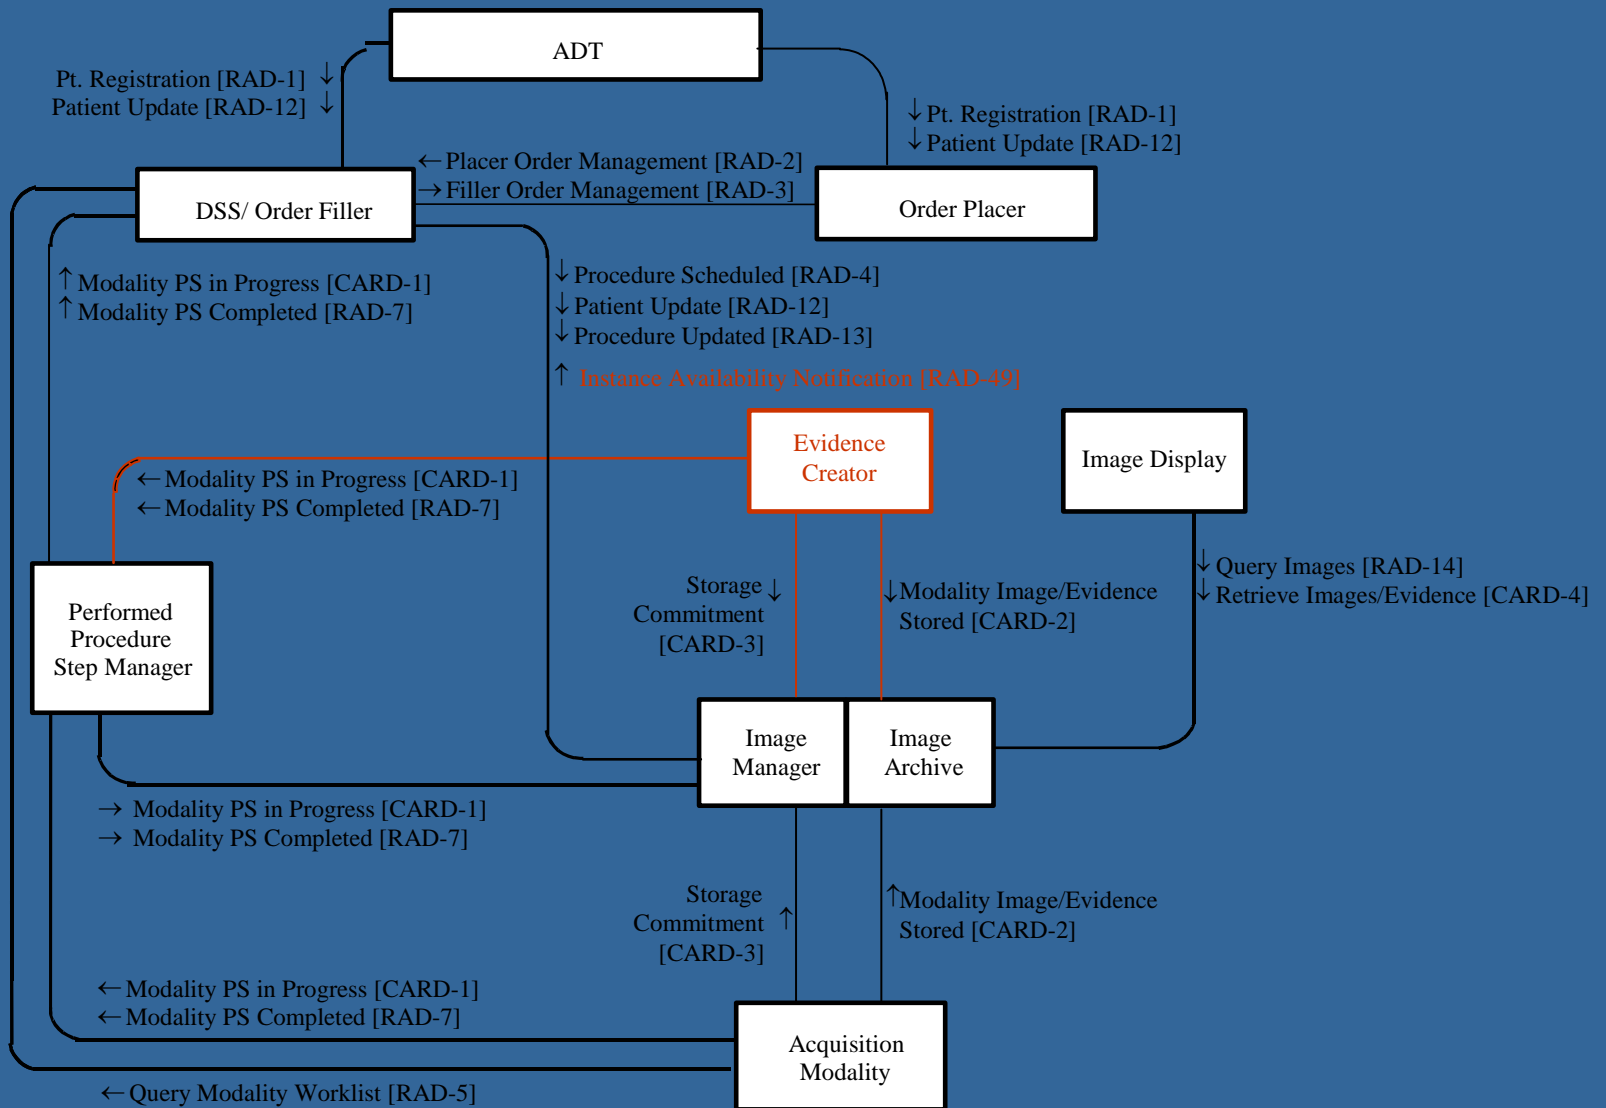 ADT
Pt. Registration [RAD-1] ↓
Patient Update [RAD-12] ↓
↓ Pt. Registration [RAD-1]
↓ Patient Update [RAD-12]
← Placer Order Management [RAD-2]
→ Filler Order Management [RAD-3]
DSS/ Order Filler
Order Placer
↑ Modality PS in Progress [CARD-1]
↑ Modality PS Completed [RAD-7]
↓ Procedure Scheduled [RAD-4]
↓ Patient Update [RAD-12]
↓ Procedure Updated [RAD-13]
↑ Instance Availability Notification [RAD-49]
Evidence
Creator
Image Display
← Modality PS in Progress [CARD-1]
← Modality PS Completed [RAD-7]
Storage
Commitment ↓
[CARD-3]
↓ Modality Image/Evidence
Stored [CARD-2]
↓ Query Images [RAD-14]
↓ Retrieve Images/Evidence [CARD-4]
Performed
Procedure
Step Manager
Image
Manager
Image
Archive
→ Modality PS in Progress [CARD-1]
→ Modality PS Completed [RAD-7]
Storage
Commitment ↑
[CARD-3]
↑ Modality Image/Evidence
Stored [CARD-2]
← Modality PS in Progress [CARD-1]
← Modality PS Completed [RAD-7]
Acquisition
Modality
← Query Modality Worklist [RAD-5]